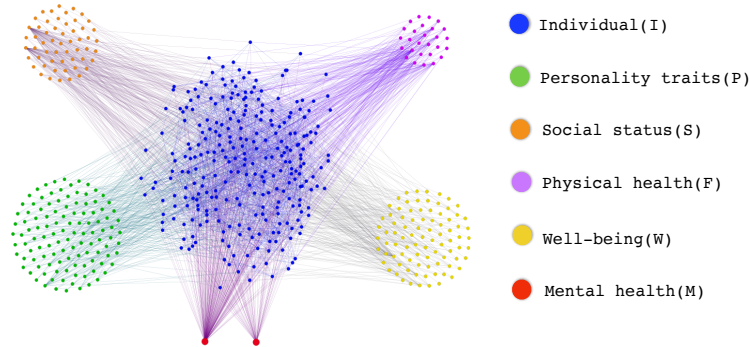 Individual(I)
Personality traits(P)
Social status(S)
Physical health(F)
Well-being(W)
Mental health(M)